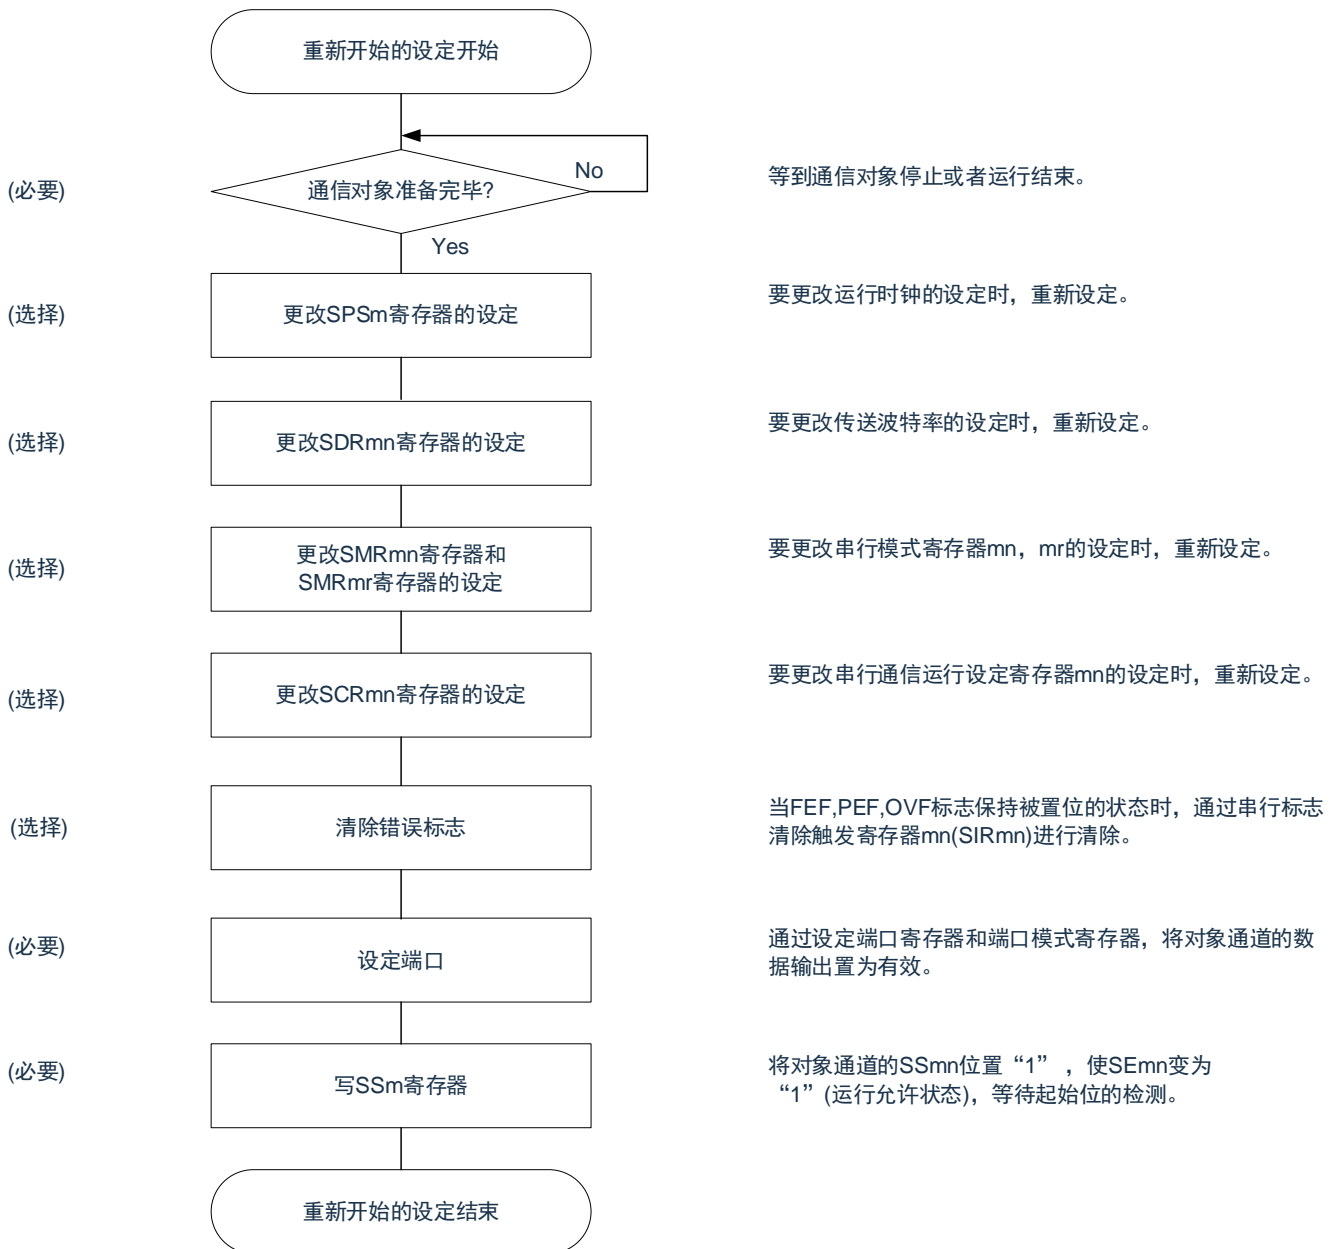 重新开始的设定开始
(必要)
通信对象准备完毕?
No
等到通信对象停止或者运行结束。
Yes
(选择)
更改SPSm寄存器的设定
要更改运行时钟的设定时，重新设定。
(选择)
更改SDRmn寄存器的设定
要更改传送波特率的设定时，重新设定。
(选择)
更改SMRmn寄存器和
SMRmr寄存器的设定
要更改串行模式寄存器mn，mr的设定时，重新设定。
(选择)
更改SCRmn寄存器的设定
要更改串行通信运行设定寄存器mn的设定时，重新设定。
(选择)
清除错误标志
当FEF,PEF,OVF标志保持被置位的状态时，通过串行标志
清除触发寄存器mn(SIRmn)进行清除。
(必要)
设定端口
通过设定端口寄存器和端口模式寄存器，将对象通道的数
据输出置为有效。
(必要)
写SSm寄存器
将对象通道的SSmn位置“1”，使SEmn变为
“1”(运行允许状态)，等待起始位的检测。
重新开始的设定结束